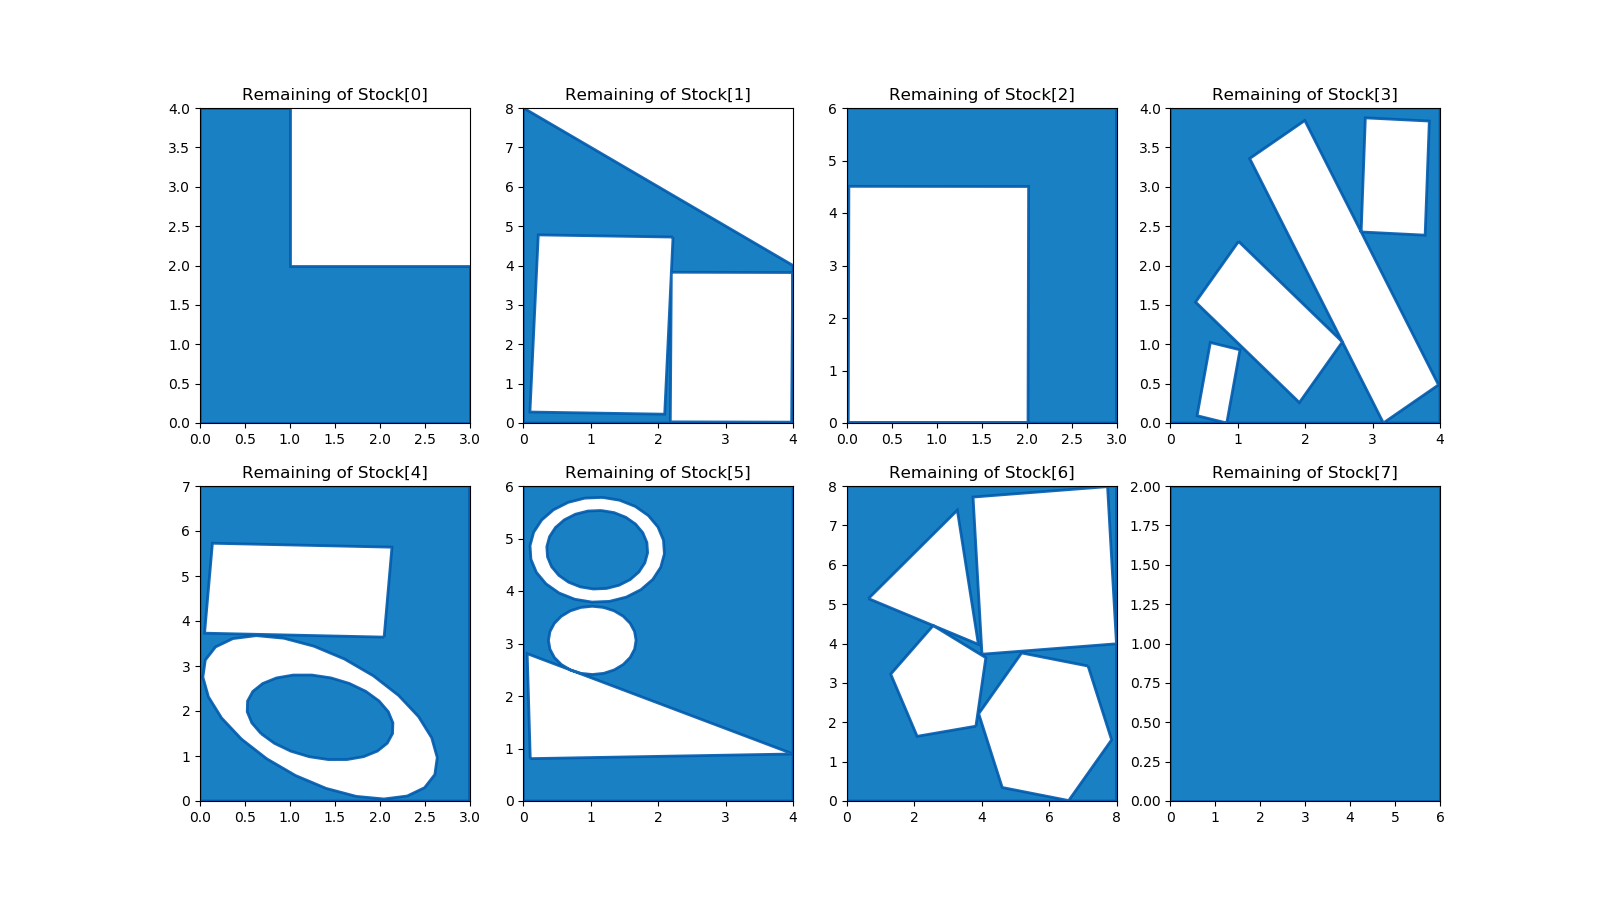 Remaining of Stock[0] Remaining of Stock[1] Remaining of Stock[2] Remaining of Stock[3]
4.0 3.5 3.0 2.5 2.0 1.5 1.0 0.5 0.0
0.0 0.5 1.0 1.5 2.0 2.5 3.0
8 7 6 5 4 3 2 1 0
0 1 2 3 4
6 5 4 3 2 1 0
0.0 0.5 1.0 1.5 2.0 2.5 3.0
4.0 3.5 3.0 2.5 2.0 1.5 1.0 0.5 0.0
0 1 2 3 4
Remaining of Stock[4] Remaining of Stock[5] Remaining of Stock[6] Remaining of Stock[7]
7 6 5 4 3 2 1 0
0.0 0.5 1.0 1.5 2.0 2.5 3.0
6 5 4 3 2 1 0
0 1 2 3 4
8 7 6 5 4 3 2 1 0
0 2 4 6 8
2.00 1.75 1.50 1.25 1.00 0.75 0.50 0.25 0.00
0 1 2 3 4 5 6